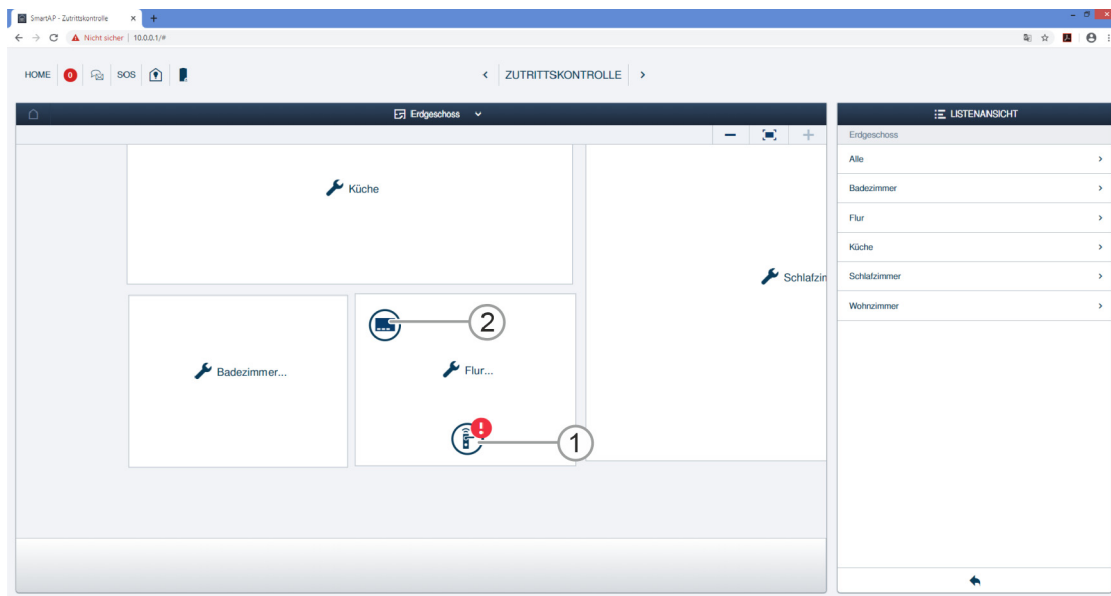 SmartAP - Zutrittskontrolle
Nicht sicher | 10.0.0.1/#
HOME 0 SOS ZUTRITTSKONTROLLE
Erdgeschoss
LISTENANSICHT
Erdgeschoss
Alle
Badezimmer
Flur
Küche
Schlafzimmer
Wohnzimmer
Küche
Schlafzin
2
Badezimmer...
Flur...
1